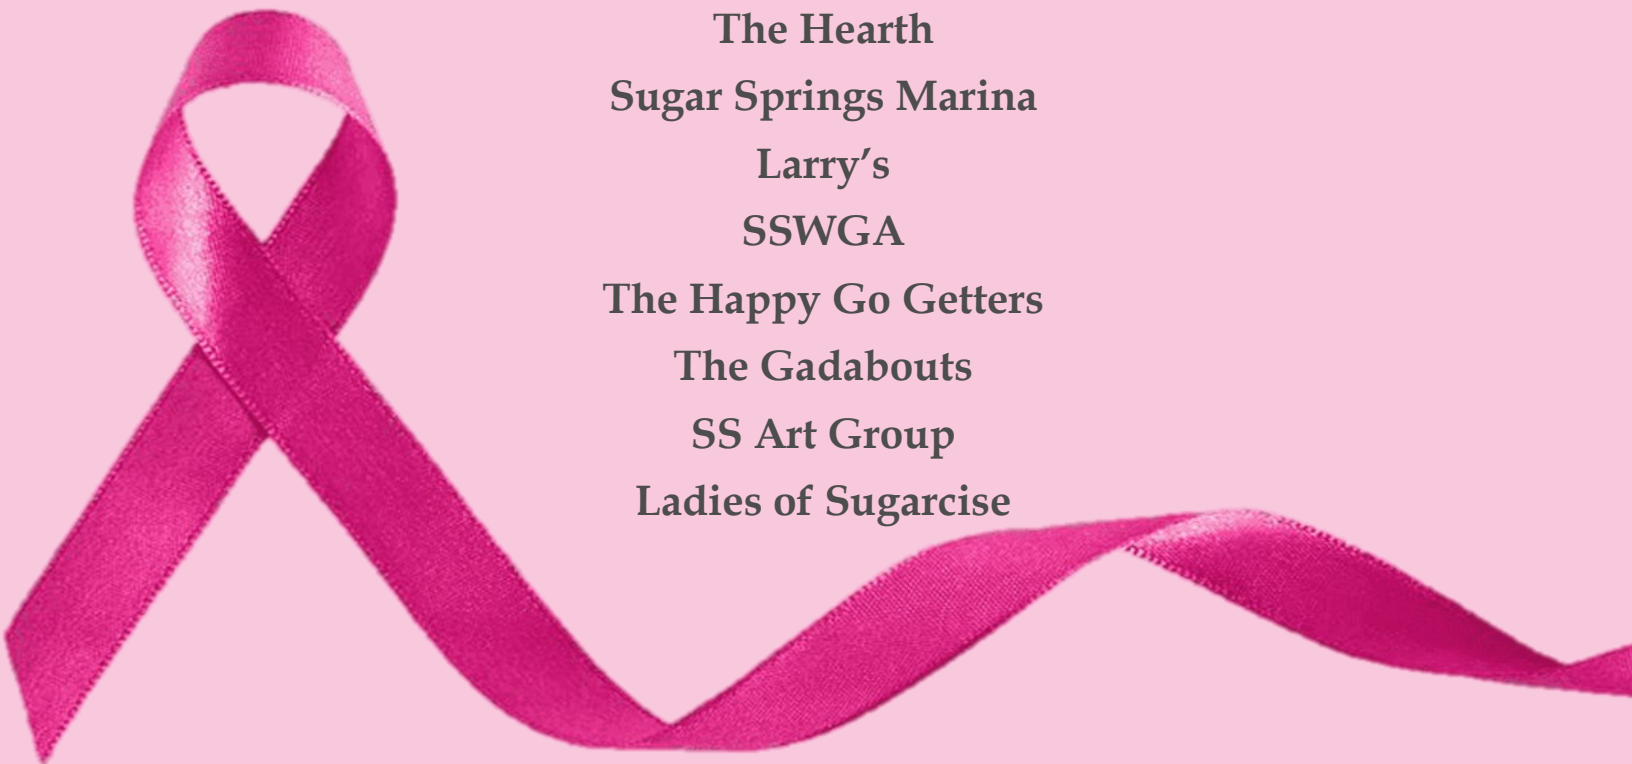 The Hearth
Sugar Springs Marina
Larry’s
SSWGA
The Happy Go Getters
The Gadabouts
SS Art Group
Ladies of Sugarcise